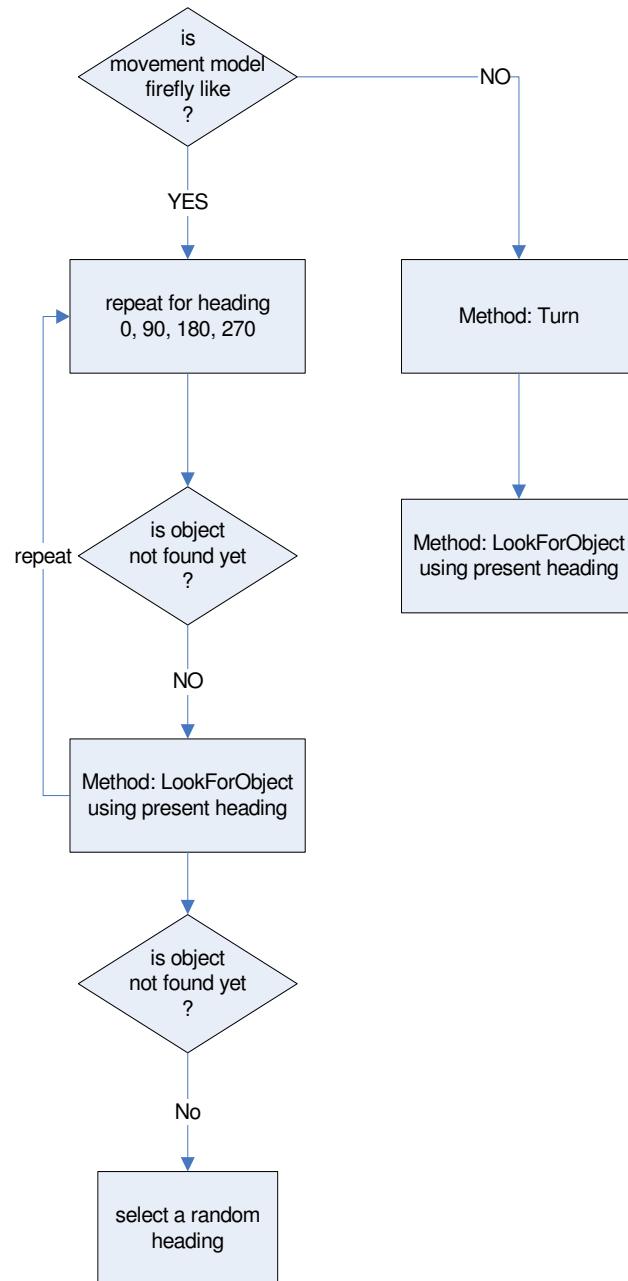 is
movement model
firefly like
?
NO
YES
repeat for heading
0, 90, 180, 270
Method: Turn
is object
not found yet
?
repeat
Method: LookForObject
using present heading
NO
Method: LookForObject
using present heading
is object
not found yet
?
No
select a random
heading